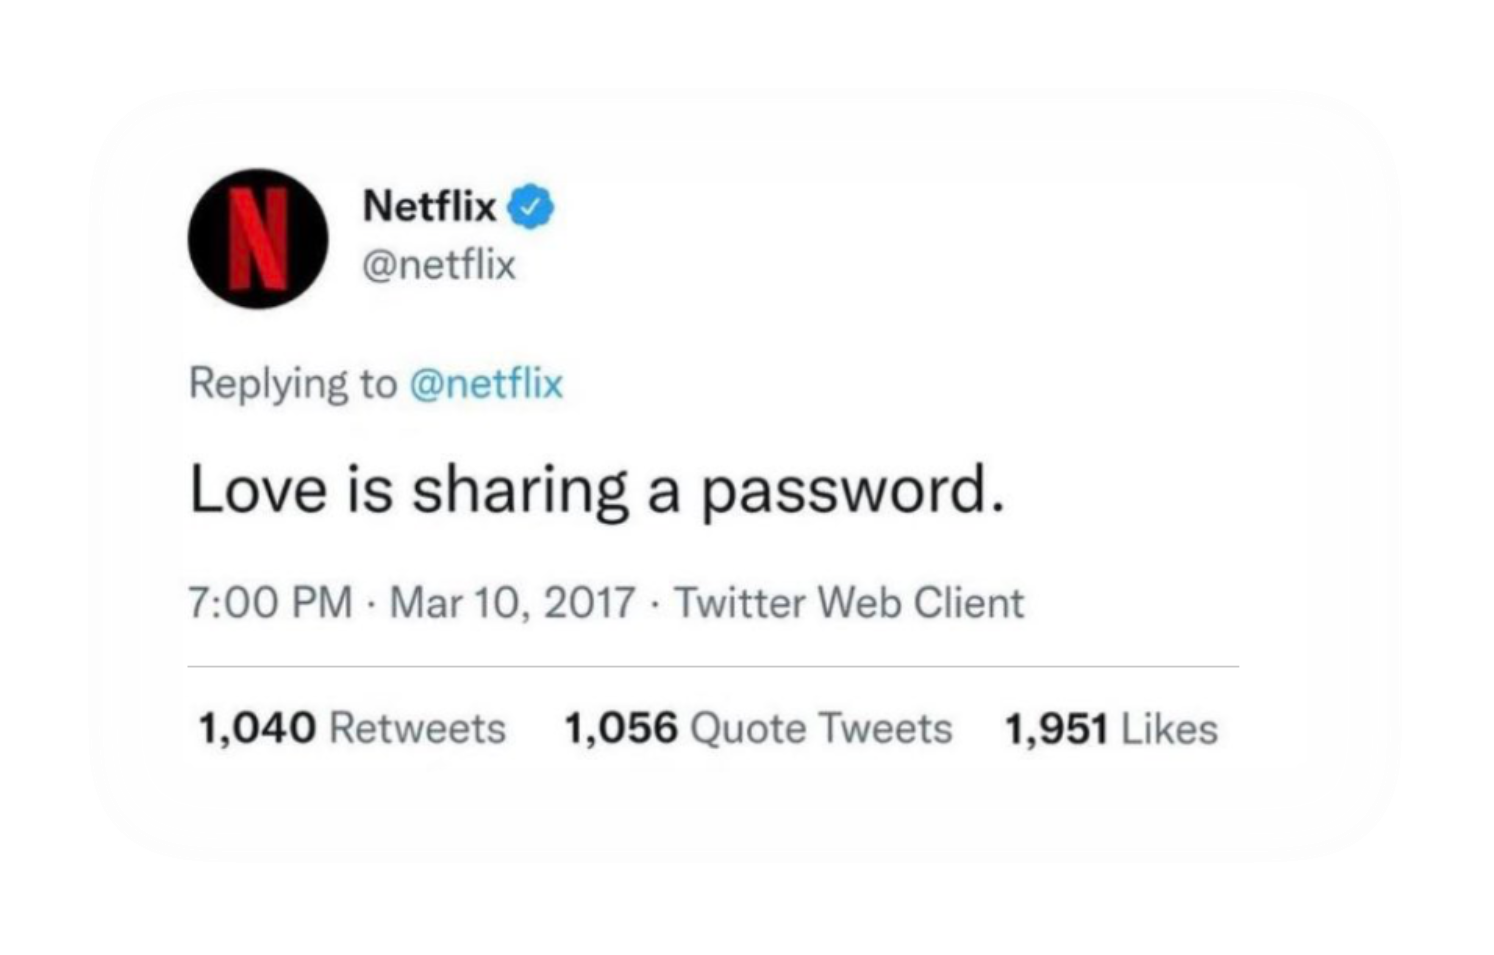 Netflix
@netflix
Replying to @netflix
Love is sharing a password.
7:00 PM · Mar 10, 2017 · Twitter Web Client
1,040 Retweets 1,056 Quote Tweets 1,951 Likes